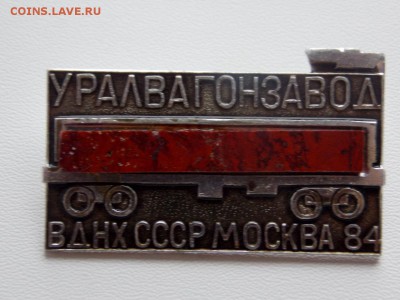 COINS.LAVE.RU
УРАЛВАГОНЗАВОД
ВДНХ СССР МОСКВА 84